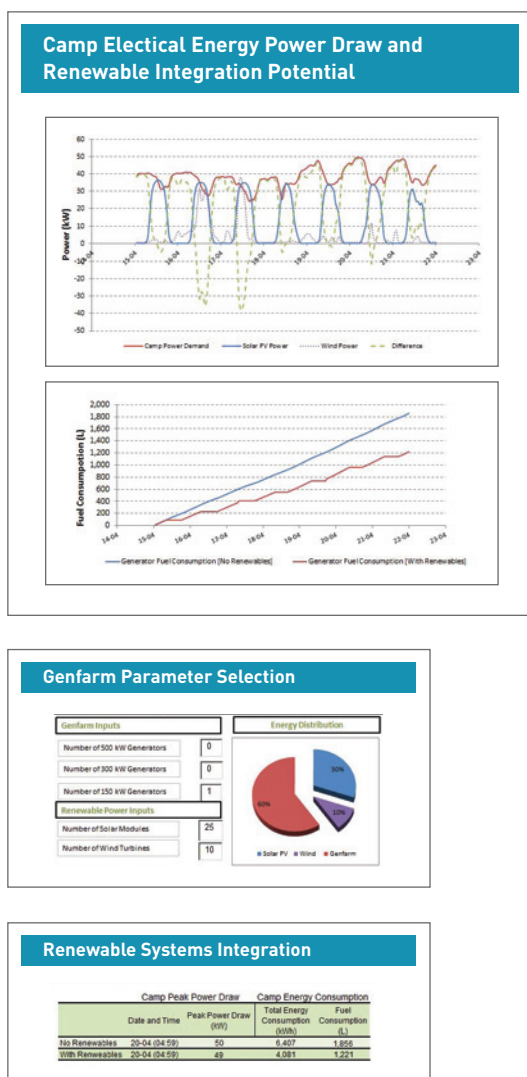 Camp Electical Energy Power Draw and
Renewable Integration Potential
60
50
40
30
20
10
0
-10
-20
-30
-40
-50
Power (kW)
14-04 15-04 16-04 17-04 18-04 19-04 20-04 21-04 22-04 23-04
Camp Power Demand Solar PV Power Wind Power Difference
2,000
1,800
1,600
1,400
1,200
1,000
800
600
400
200
0
Fuel Consumpotion (L)
14-04 15-04 16-04 17-04 18-04 19-04 20-04 21-04 22-04 23-04
Generator Fuel Consumption [No Renewables] Generator Fuel Consumption [With Renewables]
Genfarm Parameter Selection
Genfarm Inputs
Number of 500 kW Generators 0
Number of 300 kW Generators 0
Number of 150 kW Generators 1
Renewable Power Inputs
Number of Solar Modules 25
Number of Wind Turbines 10
Energy Distribution
30%
60%
10%
Solar PV Wind Genfarm
Renewable Systems Integration
Camp Peak Power Draw Camp Energy Consumption
Date and Time Peak Power Draw (kW) Total Energy Consumption (kWh) Fuel Consumption (L)
No Renewables 20-04 (04:59) 50 6,407 1,856
With Renweables 20-04 (04:59) 49 4,081 1,221